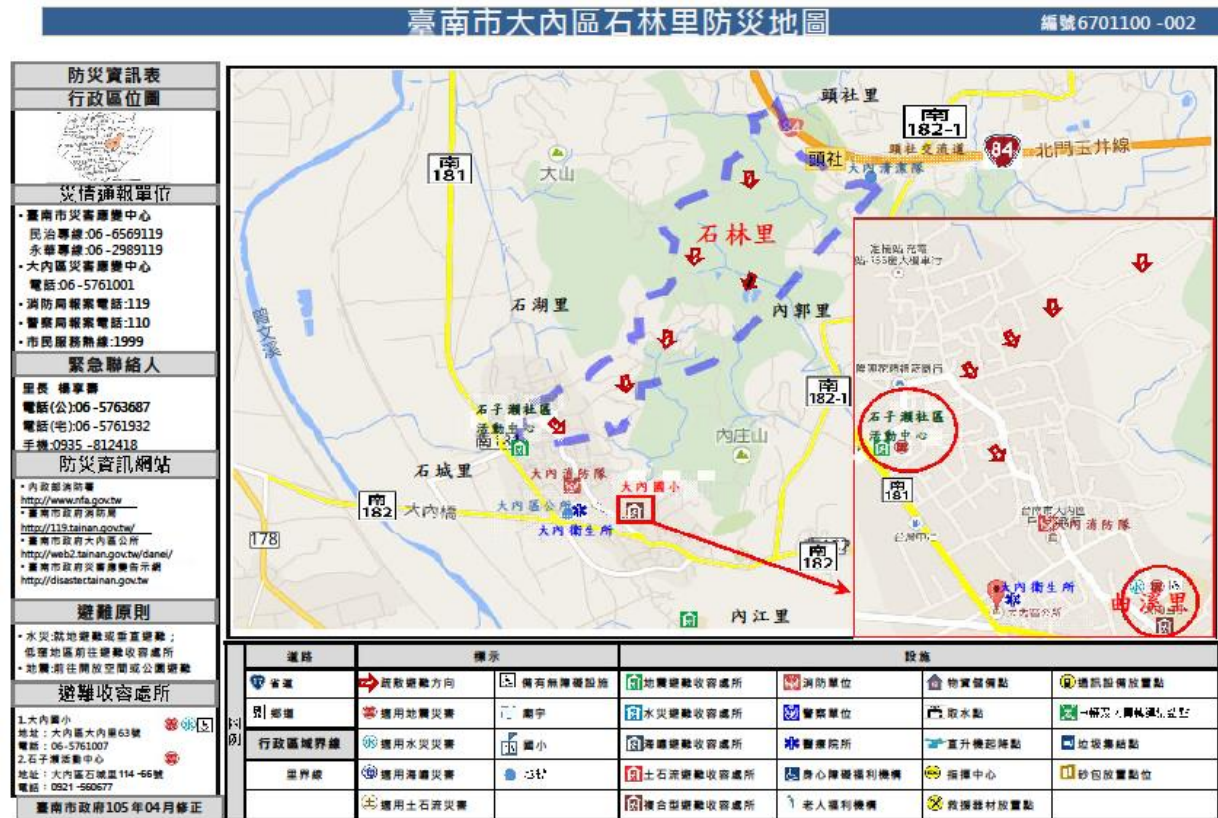 臺南市大內區石林里防災地圖
編號6701100 -002
防災資訊表
行政區位圖
災情通報單位
•臺南市災害應變中心
民治專線:06 -6569119
永華專線:06 -2989119
•大內區災害應變中心
電話:06 -5761001
•消防局報案電話:119
•警察局報案電話:110
•市民服務熱線:1999
緊急聯絡人
里長 楊享壽
電話(公):06 -5763687
電話(宅):06 -5761932
手機:0935 -812418
防災資訊網站
•內政部消防署
http://www.nfa.gov.tw
•臺南市政府消防局
http://119.tainan.gov.tw/
•臺南市政府大內區公所
http://web2.tainan.gov.tw/danei/
•臺南市政府災害應變告示網
http://disastectainan.gov.tw
避難原則
•水災:就地避難或垂直避難;
低窪地區前往避難收容處所
•地震:前往開放空間或公園避難
避難收容處所
1.大內國小
地址:大內區大內里63號
電話:06-5761007
2.石子瀨活動中心
地址:大內區石城里114 -66號
電話:0921 -560677
臺南市政府105年04月修正
頭社里
南
182-1
頭社交流道
84
北門玉井線
頭社
大內清潔隊
南
181
大山
石林里
石湖里
內郭里
曾文溪
南
182-1
石子瀨社區
活動中心
內庄山
石城里
大內消防隊
大內國小
南
182
大內橋
大內區公所
大內衛生所
178
南
182
內江里
石子瀨社區
活動中心
南
181
台南市大內區
大內消防隊
大內衛生所
大內區公所
曲溪里
圖例
道路
標示
設施
省道
疏散避難方向
備有無障礙設施
地震避難收容處所
消防單位
物資儲備點
通訊設備放置點
鄉道
適用地震災害
廟宇
水災避難收容處所
警察單位
取水點
行政區域界線
適用水災災害
國小
海嘯避難收容處所
醫療院所
直升機起降點
垃圾集結點
里界線
適用海嘯災害
土石流避難收容處所
身心障礙福利機構
指揮中心
砂包放置點位
適用土石流災害
複合型避難收容處所
老人福利機構
救援器材放置點